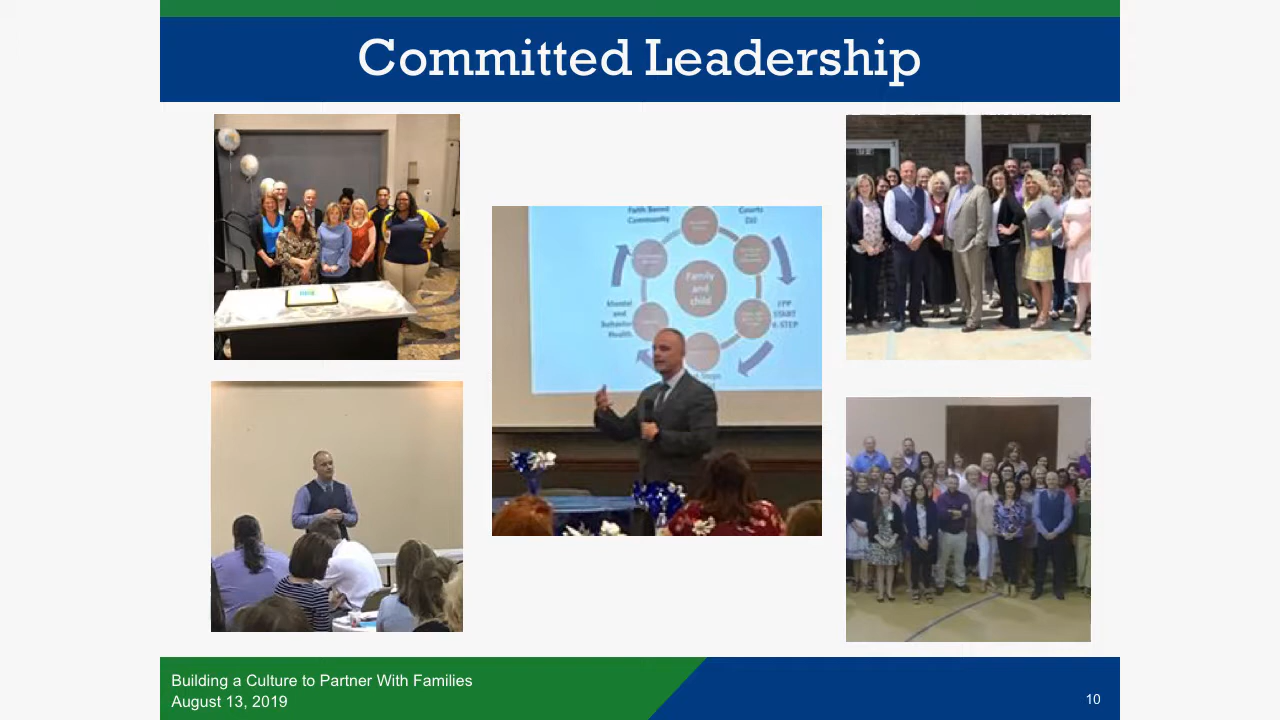 Committed Leadership
Faith Based
Community
Courts
DJJ
Family
and
child
Mental
and
Behavior
Health
FPP
START
K-STEP
Building a Culture to Partner With Families
August 13, 2019
10